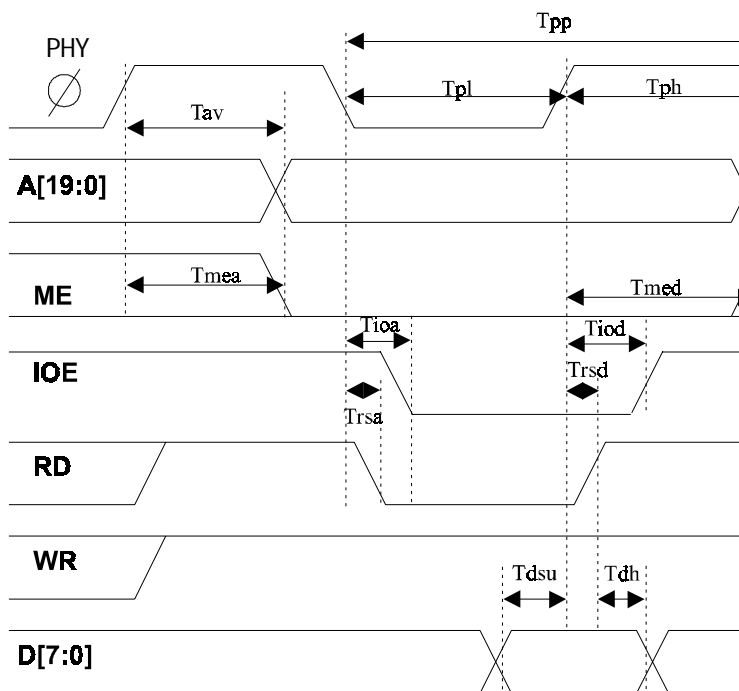 Tpp
PHY
Ø
Tpl
Tph
Tav
A[19:0]
Tmea
Tmed
ME
Tioa
Tiod
IOE
Trsd
Trsa
RD
WR
Tdsu
Tdh
D[7:0]